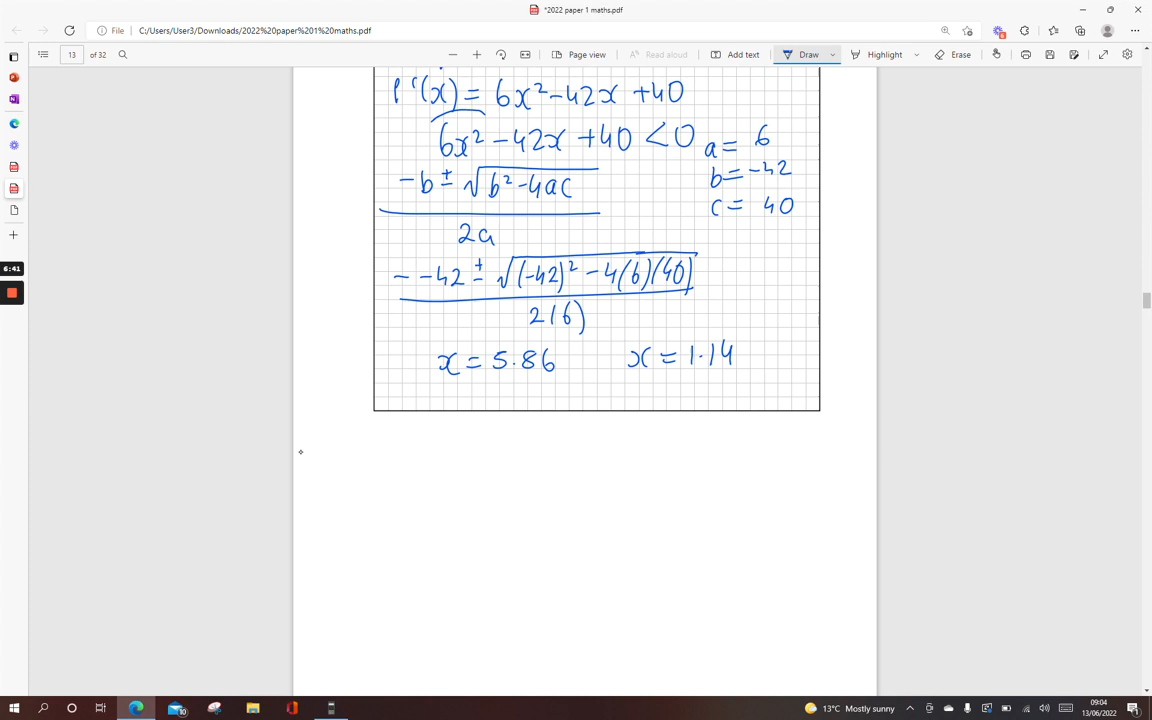 *2022 paper 1 maths.pdf
File C:/Users/User3/Downloads/2022%20paper%201%20maths.pdf
13 of 32 Page view Read aloud Add text Draw Highlight Erase
(x) = 6x² - 42x + 40
6x² - 42x + 40 < 0 a = 6
-b ± √b² - 4ac b = -42
2a c = 40
- -42 ± √(-42)² - 4(6)(40)
2(6)
x = 5.86 x = 1.14
6:41
10 13°C Mostly sunny 09:04
13/06/2022